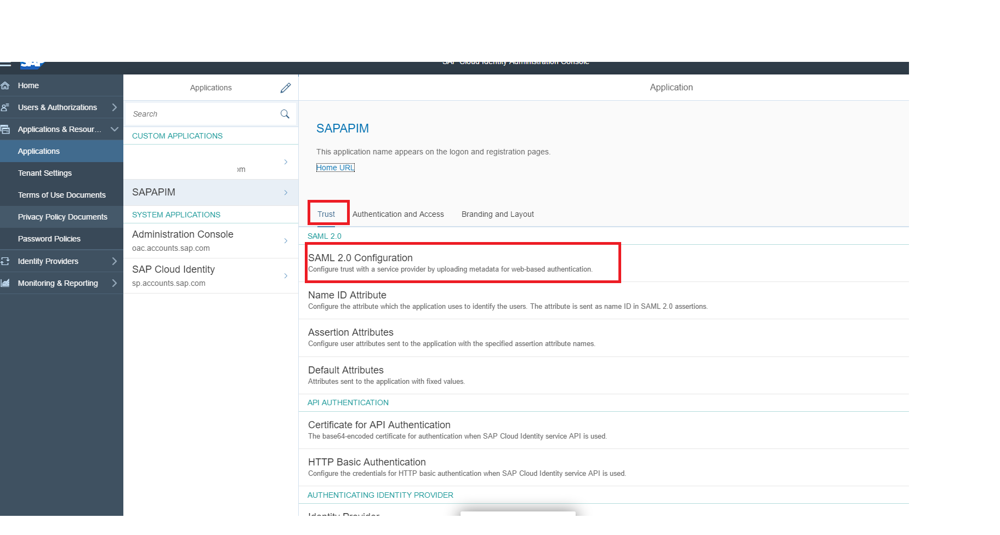 SAP
SAP Cloud Identity Administration Console
Home
Users & Authorizations
Applications & Resour...
Applications
Tenant Settings
Terms of Use Documents
Privacy Policy Documents
Password Policies
Identity Providers
Monitoring & Reporting
Applications
Search
CUSTOM APPLICATIONS
om
SAPAPIM
SYSTEM APPLICATIONS
Administration Console
oac.accounts.sap.com
SAP Cloud Identity
sp.accounts.sap.com
Application
SAPAPIM
This application name appears on the logon and registration pages.
Home URL
Trust Authentication and Access Branding and Layout
SAML 2.0
SAML 2.0 Configuration
Configure trust with a service provider by uploading metadata for web-based authentication.
Name ID Attribute
Configure the attribute which the application uses to identify the users. The attribute is sent as name ID in SAML 2.0 assertions.
Assertion Attributes
Configure user attributes sent to the application with the specified assertion attribute names.
Default Attributes
Attributes sent to the application with fixed values.
API AUTHENTICATION
Certificate for API Authentication
The base64-encoded certificate for authentication when SAP Cloud Identity service API is used.
HTTP Basic Authentication
Configure the credentials for HTTP basic authentication when SAP Cloud Identity service API is used.
AUTHENTICATING IDENTITY PROVIDER
Identity Provider